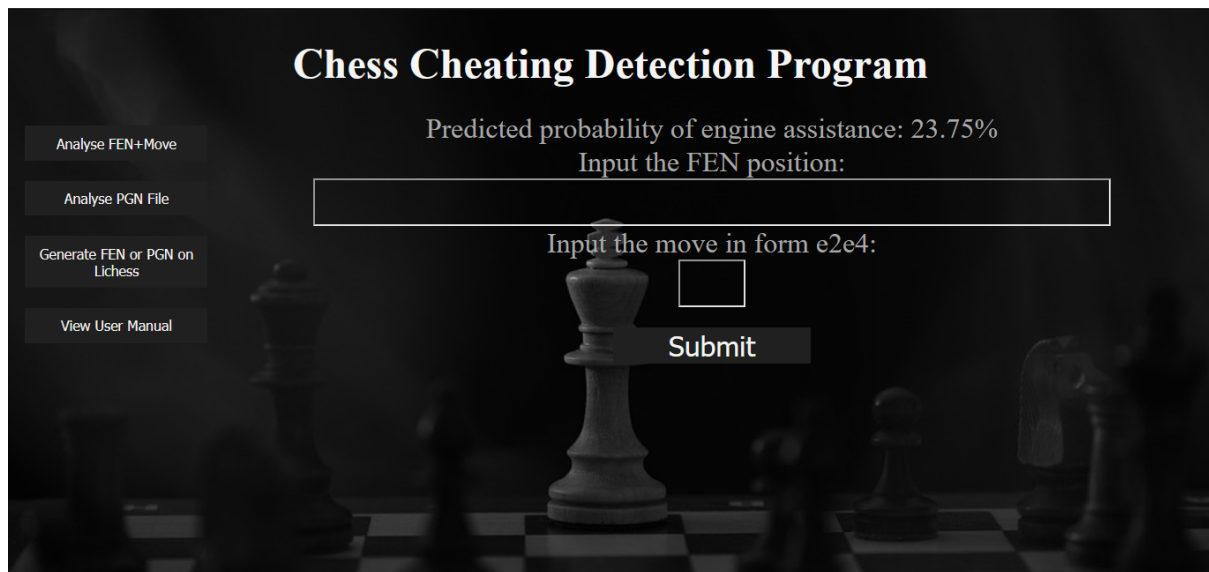 Chess Cheating Detection Program
Analyse FEN+Move
Analyse PGN File
Generate FEN or PGN on
Lichess
View User Manual
Predicted probability of engine assistance: 23.75%
Input the FEN position:
Input the move in form e2e4:
Submit